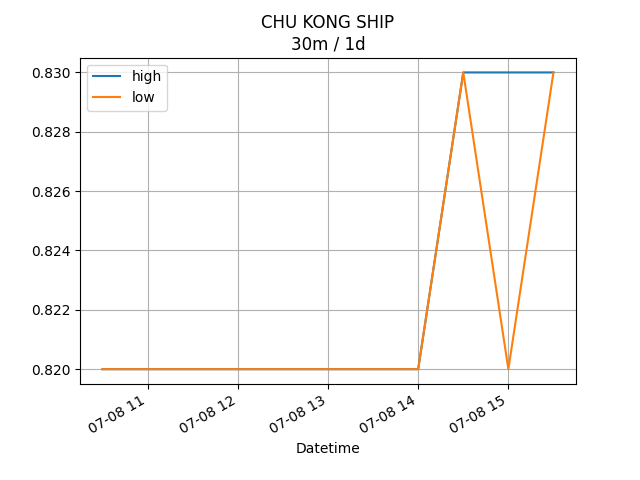 CHU KONG SHIP
30m / 1d
high
low
0.830
0.828
0.826
0.824
0.822
0.820
07-08 11
07-08 12
07-08 13
07-08 14
07-08 15
Datetime